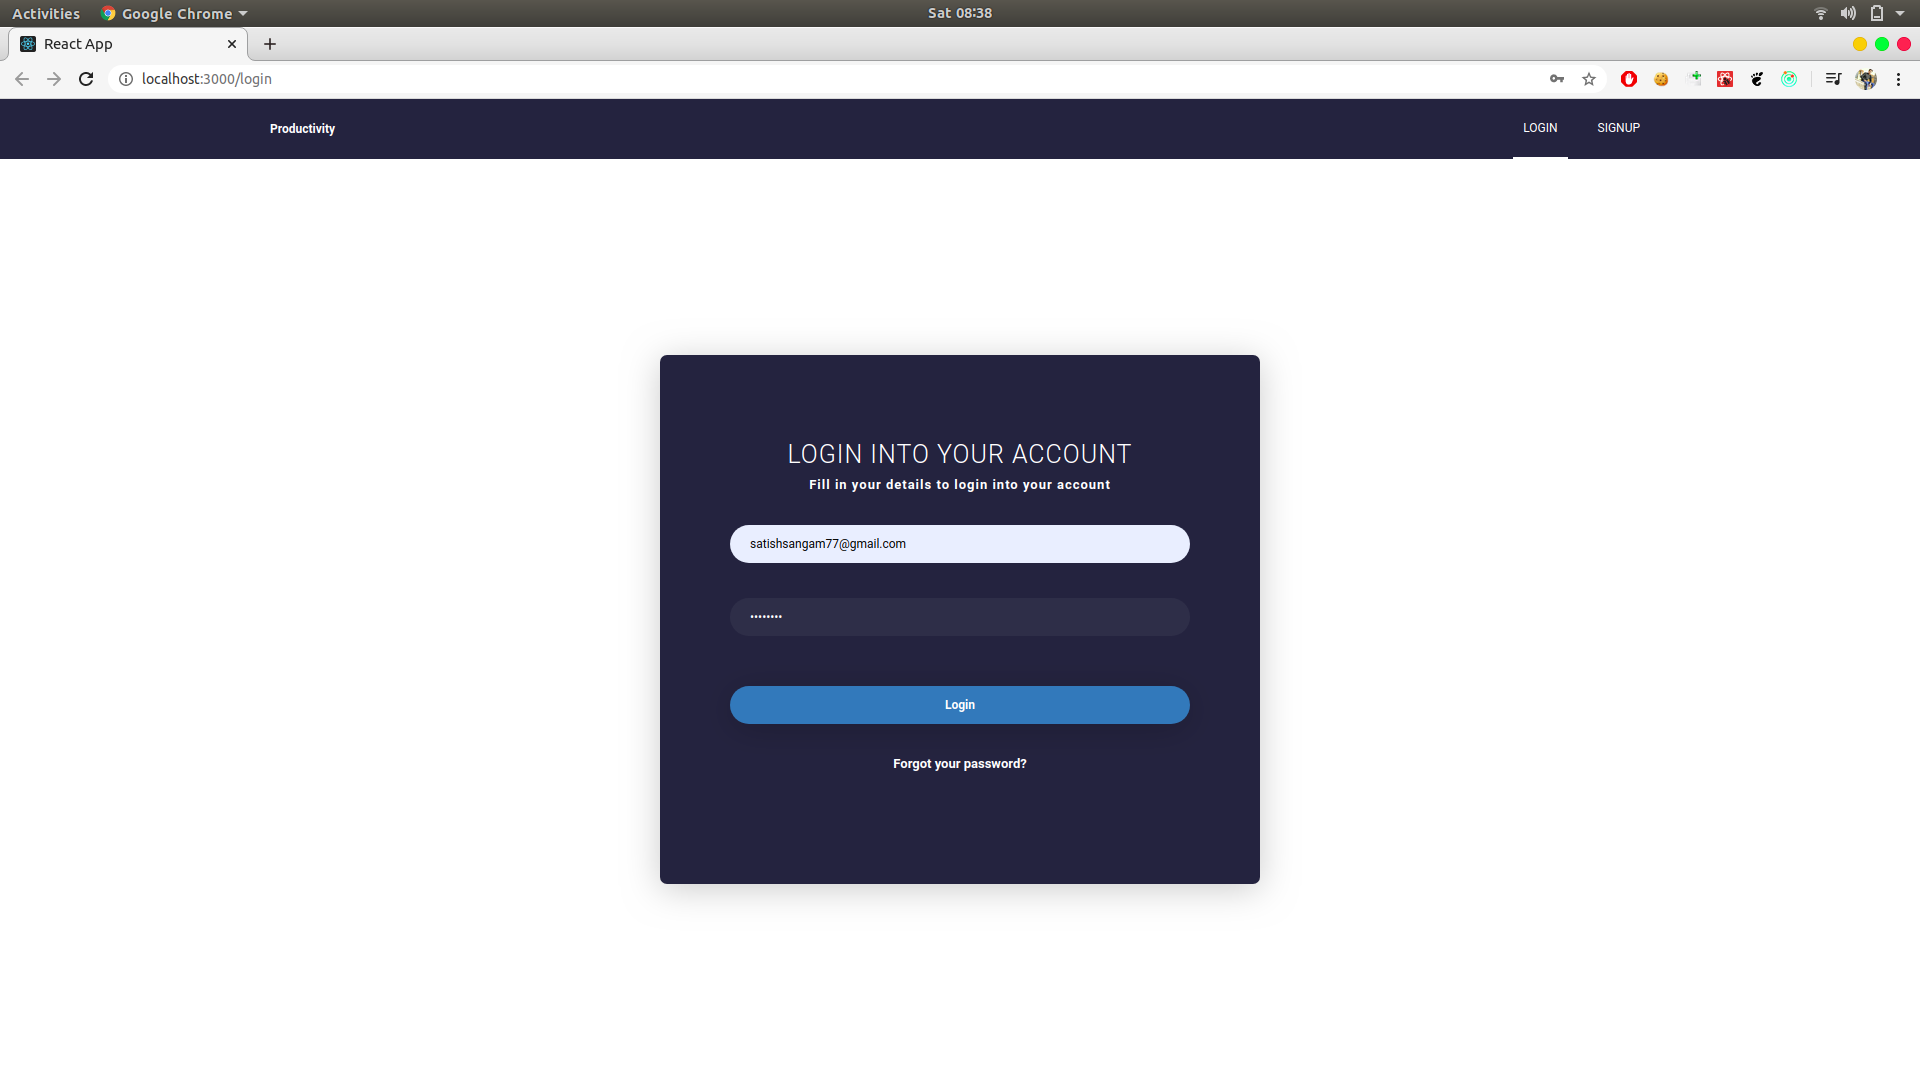 Activities Google Chrome Sat 08:38
React App
localhost:3000/login
Productivity LOGIN SIGNUP
LOGIN INTO YOUR ACCOUNT
Fill in your details to login into your account
satishsangam77@gmail.com
••••••••
Login
Forgot your password?